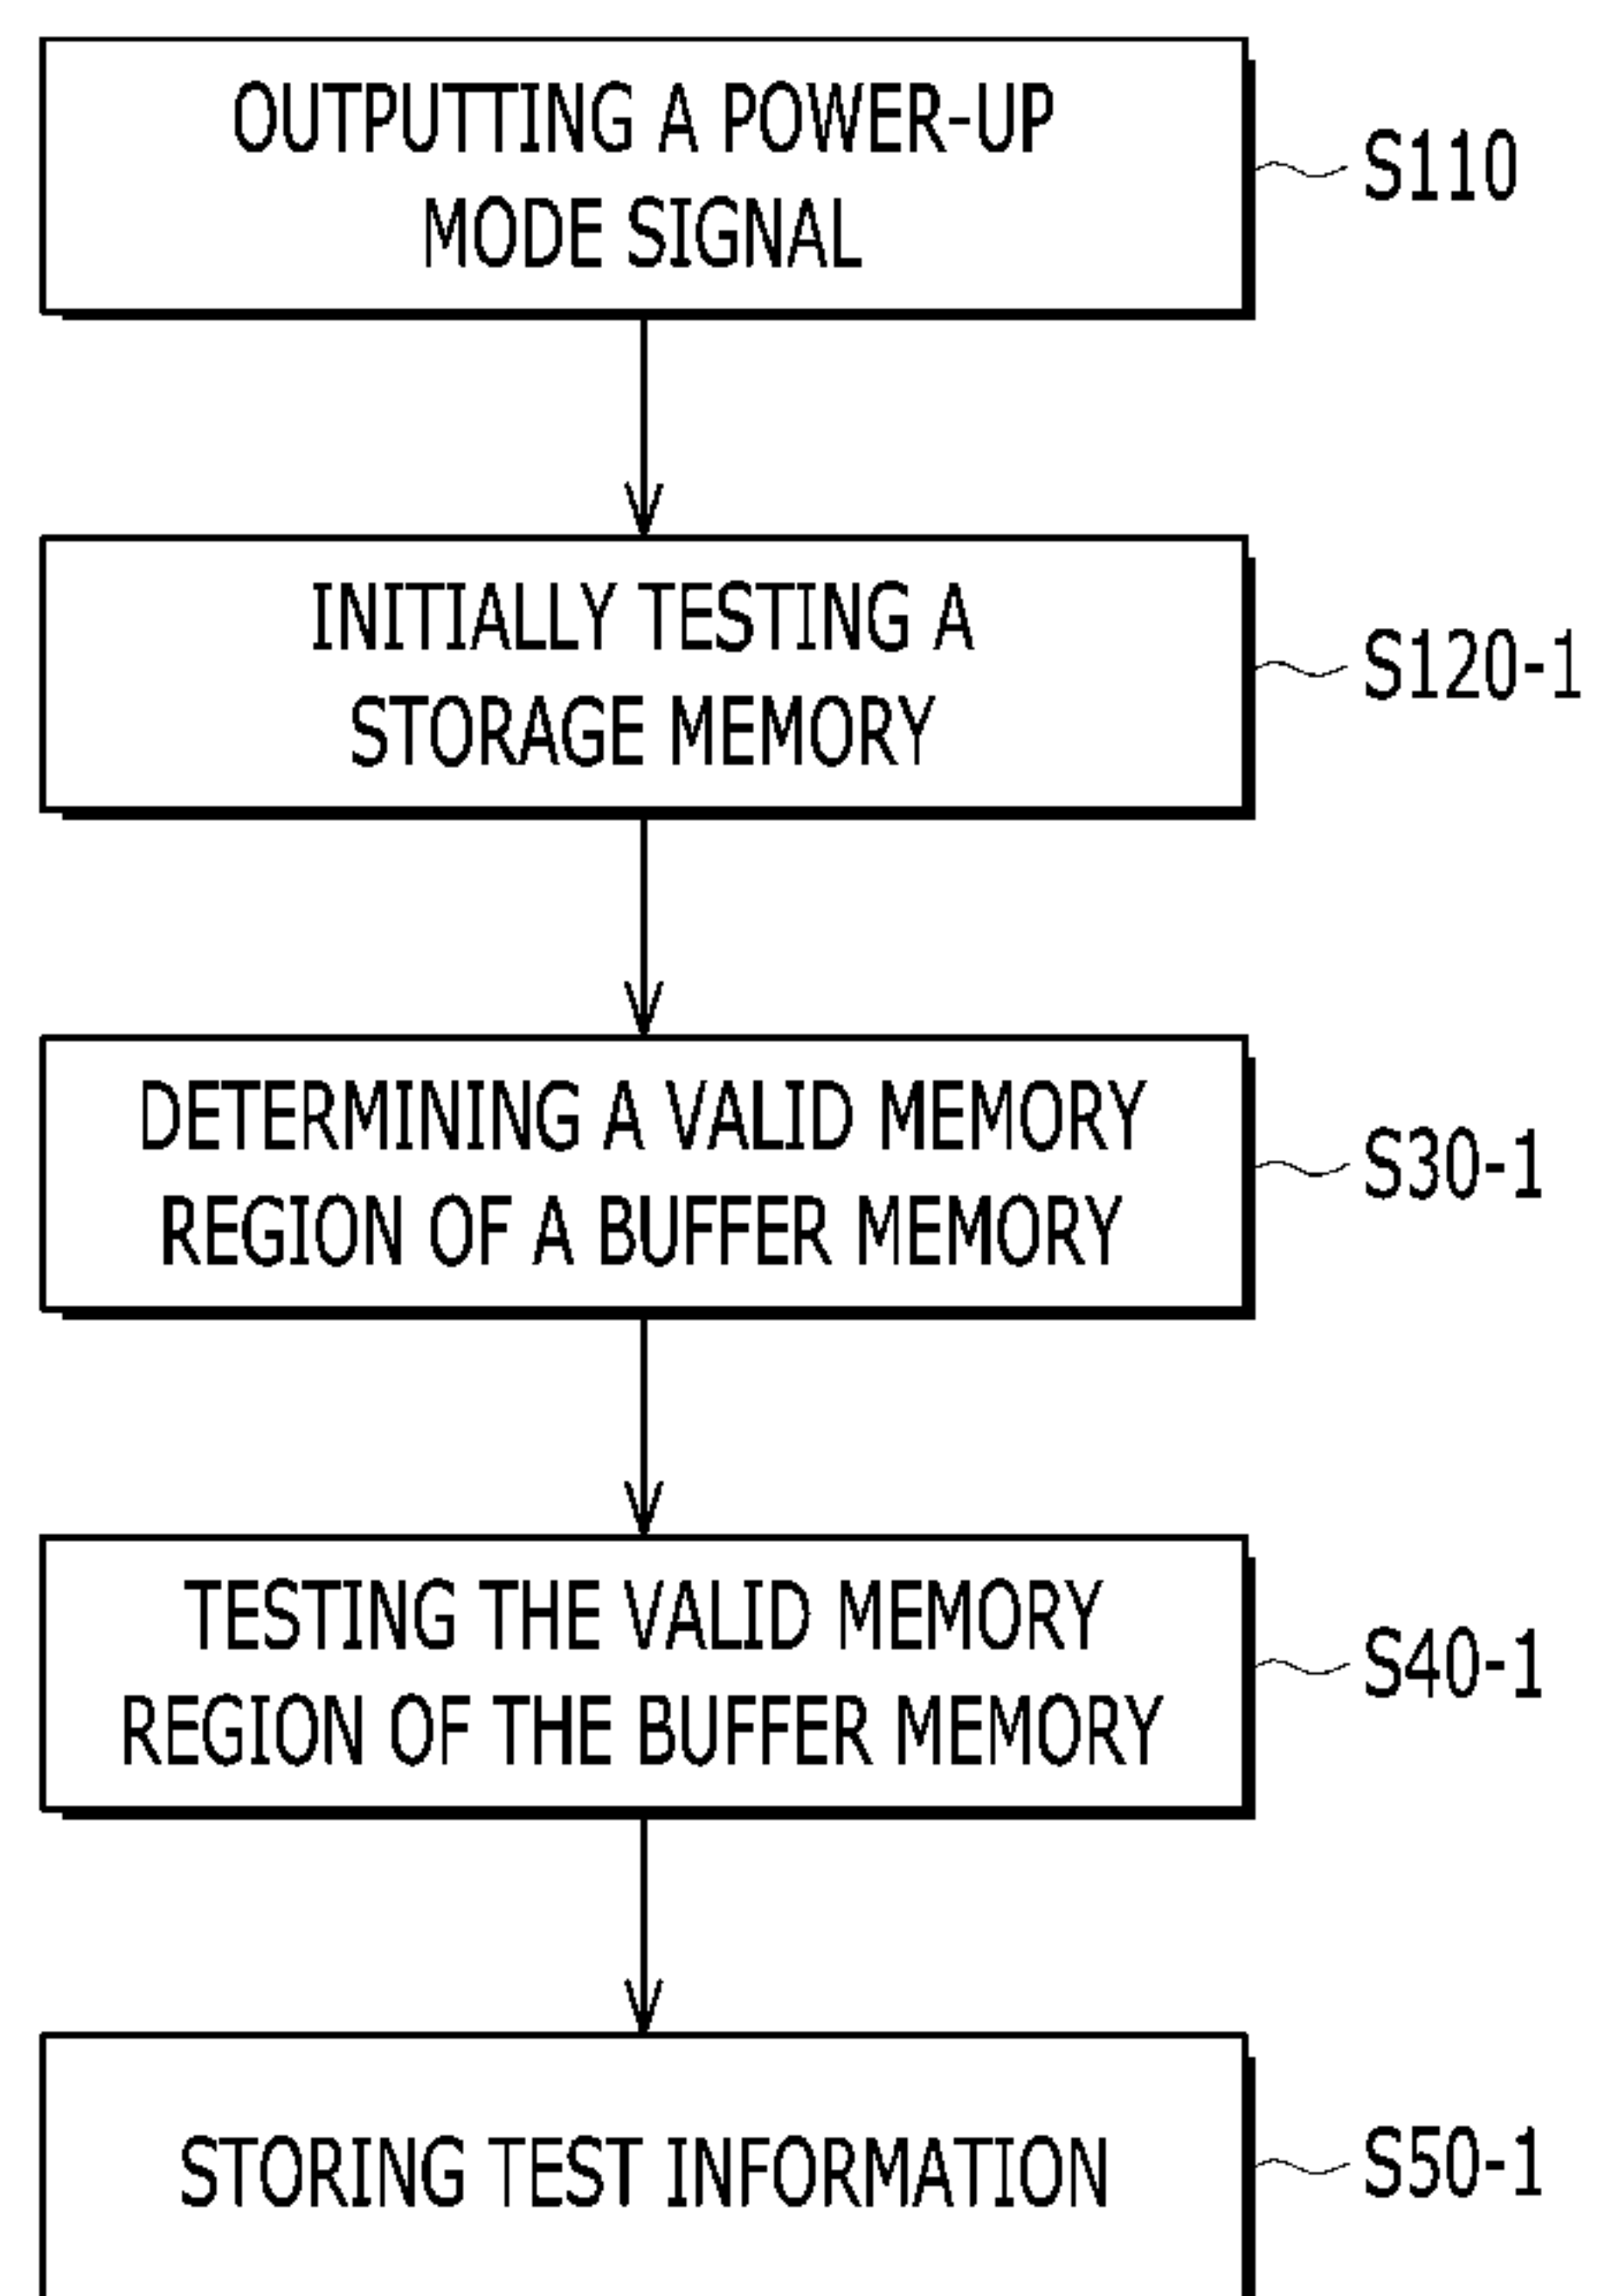 OUTPUTTING A POWER-UP
MODE SIGNAL
S110
INITIALLY TESTING A
STORAGE MEMORY
S120-1
DETERMINING A VALID MEMORY
REGION OF A BUFFER MEMORY
S30-1
TESTING THE VALID MEMORY
REGION OF THE BUFFER MEMORY
S40-1
STORING TEST INFORMATION
S50-1